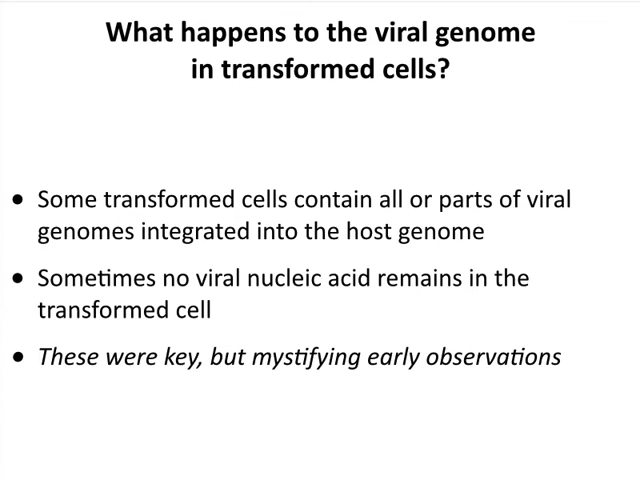 What happens to the viral genome
in transformed cells?
• Some transformed cells contain all or parts of viral
genomes integrated into the host genome
• Sometimes no viral nucleic acid remains in the
transformed cell
• These were key, but mystifying early observations